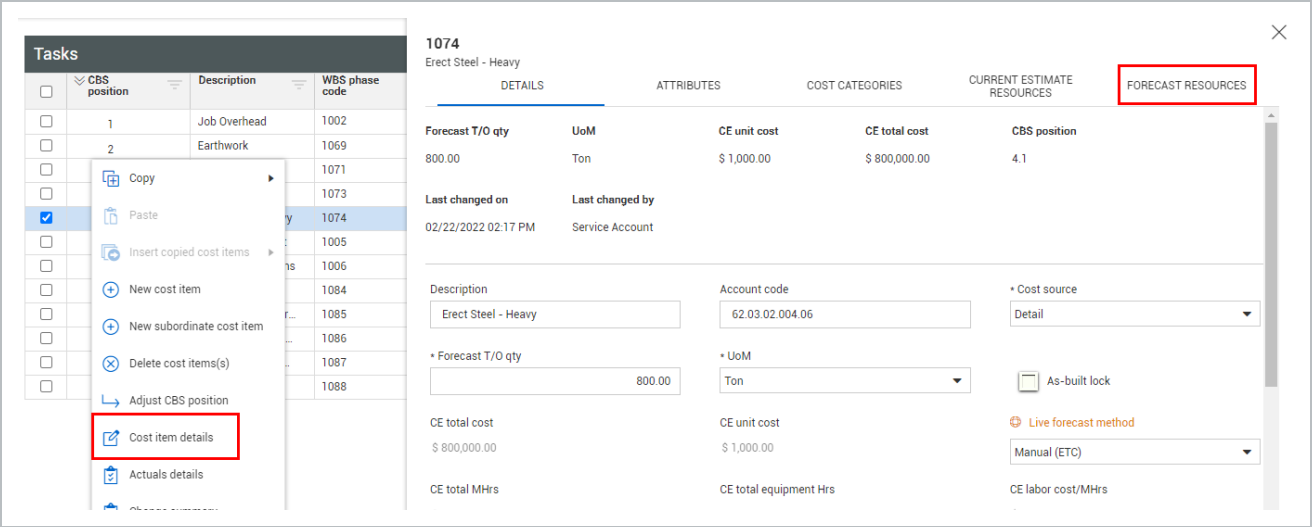 Tasks
CBS position
Description
WBS phase code
1 Job Overhead 1002
2 Earthwork 1069
1071
1073
vy 1074
1005
ns 1006
1084
r... 1085
... 1086
. 1087
1088
Copy
Paste
Insert copied cost items
New cost item
New subordinate cost item
Delete cost items(s)
Adjust CBS position
Cost item details
Actuals details
Change summary
1074
Erect Steel - Heavy
DETAILS
ATTRIBUTES
COST CATEGORIES
CURRENT ESTIMATE
RESOURCES
FORECAST RESOURCES
Forecast T/O qty UoM CE unit cost CE total cost CBS position
800.00 Ton $ 1,000.00 $ 800,000.00 4.1
Last changed on Last changed by
02/22/2022 02:17 PM Service Account
Description Account code * Cost source
Erect Steel - Heavy 62.03.02.004.06 Detail
* Forecast T/O qty * UoM
800.00 Ton As-built lock
CE total cost CE unit cost Live forecast method
$ 800,000.00 $ 1,000.00 Manual (ETC)
CE total MHrs CE total equipment Hrs CE labor cost/MHrs